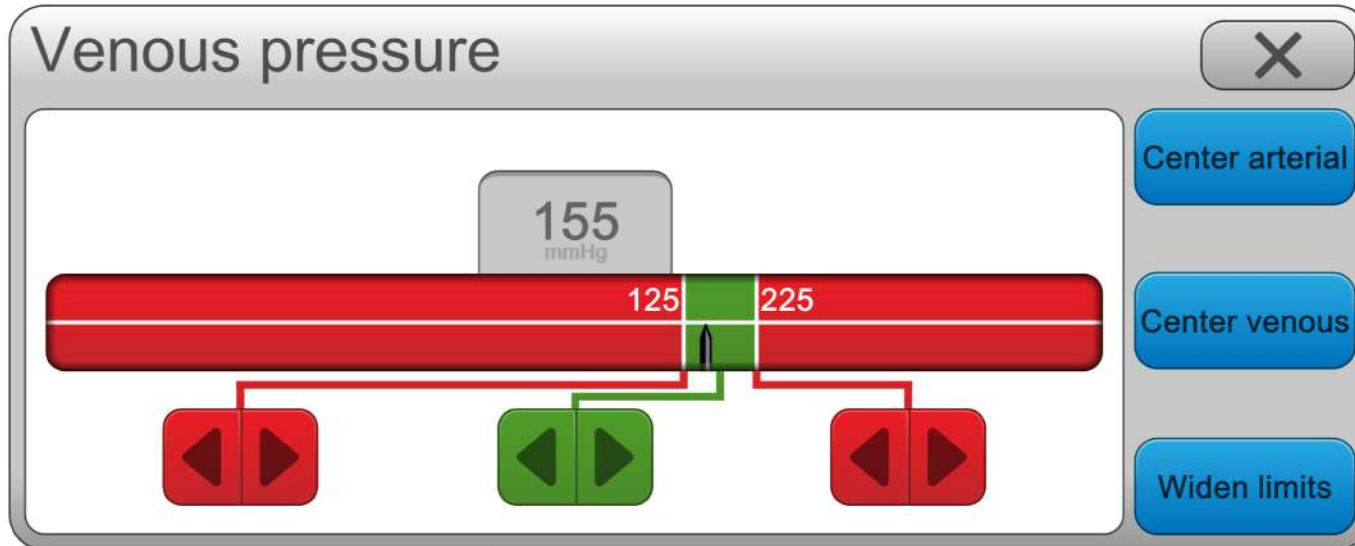 Venous pressure
Center arterial
155
mmHg
125 225
Center venous
Widen limits